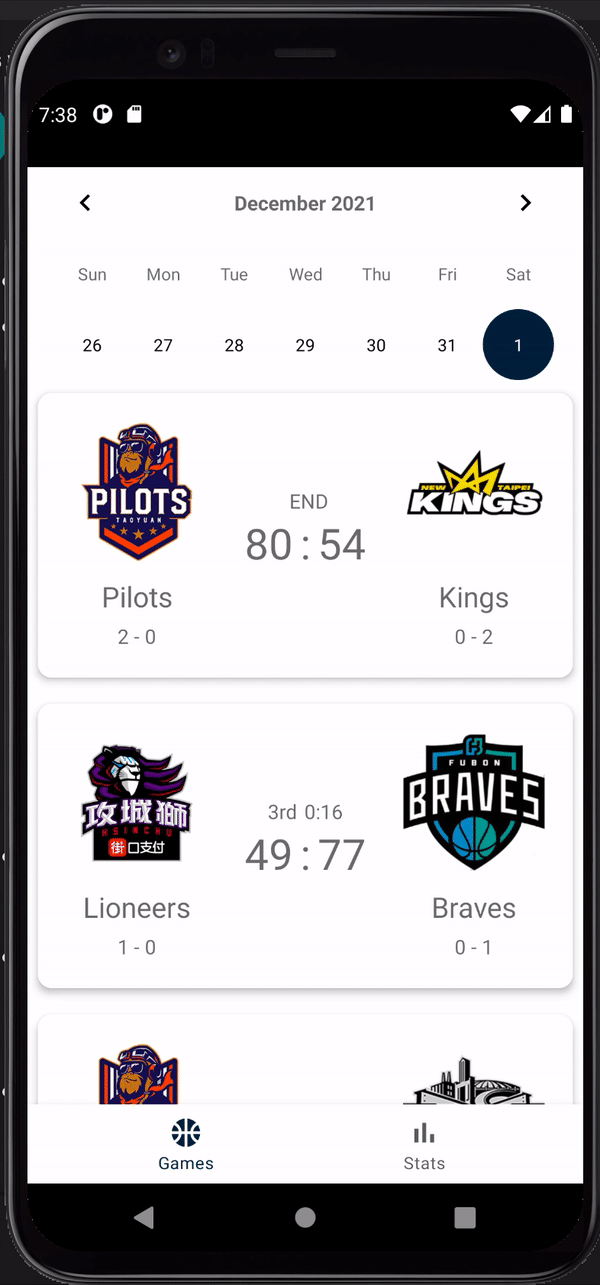 7:38
December 2021
Sun Mon Tue Wed Thu Fri Sat
26 27 28 29 30 31 1
PILOTS
TAOYUAN
NEW TAIPEI
KINGS
END
80 : 54
Pilots
Kings
2 - 0
0 - 2
攻城獅
HSINCHU
街口支付
FUBON
BRAVES
3rd 0:16
49 : 77
Lioneers
Braves
1 - 0
0 - 1
Games
Stats